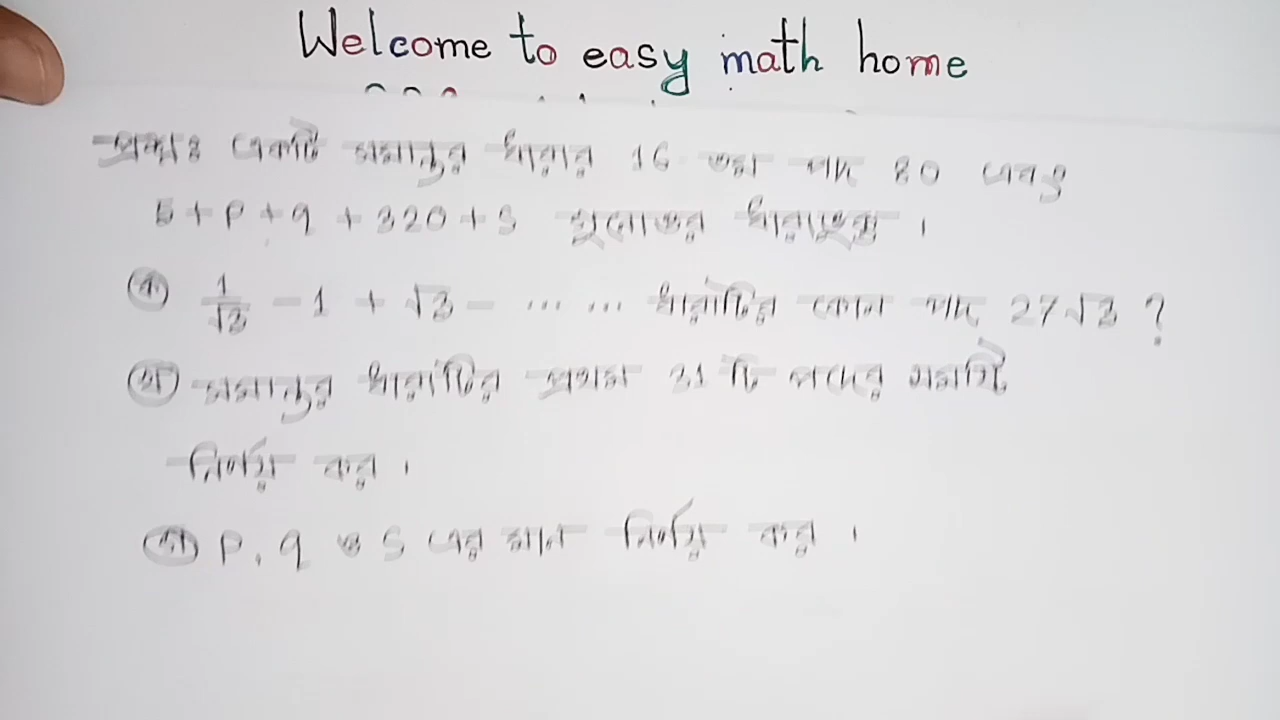 Welcome to easy math home
প্রশ্নঃ একটি সমান্তর ধারার 16 তম পদ 80 এবং
5 + p + q + 320 + s গুনোত্তর ধারাভুক্ত ।
ক) 1/√3 - 1 + √3 - ... ... ধারাটির কোন পদ 27√3 ?
খ) সমান্তর ধারাটির প্রথম 31 টি পদের সমষ্টি
নির্ণয় কর ।
গ) p, q ও s এর মান নির্ণয় কর ।